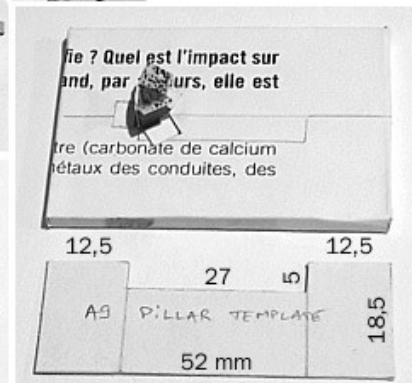 fie ? Quel est l'impact sur
and, par urs, elle est
tre (carbonate de calcium
métaux des conduites, des
12,5 12,5
27 5
A9 PILLAR TEMPLATE 18,5
52 mm